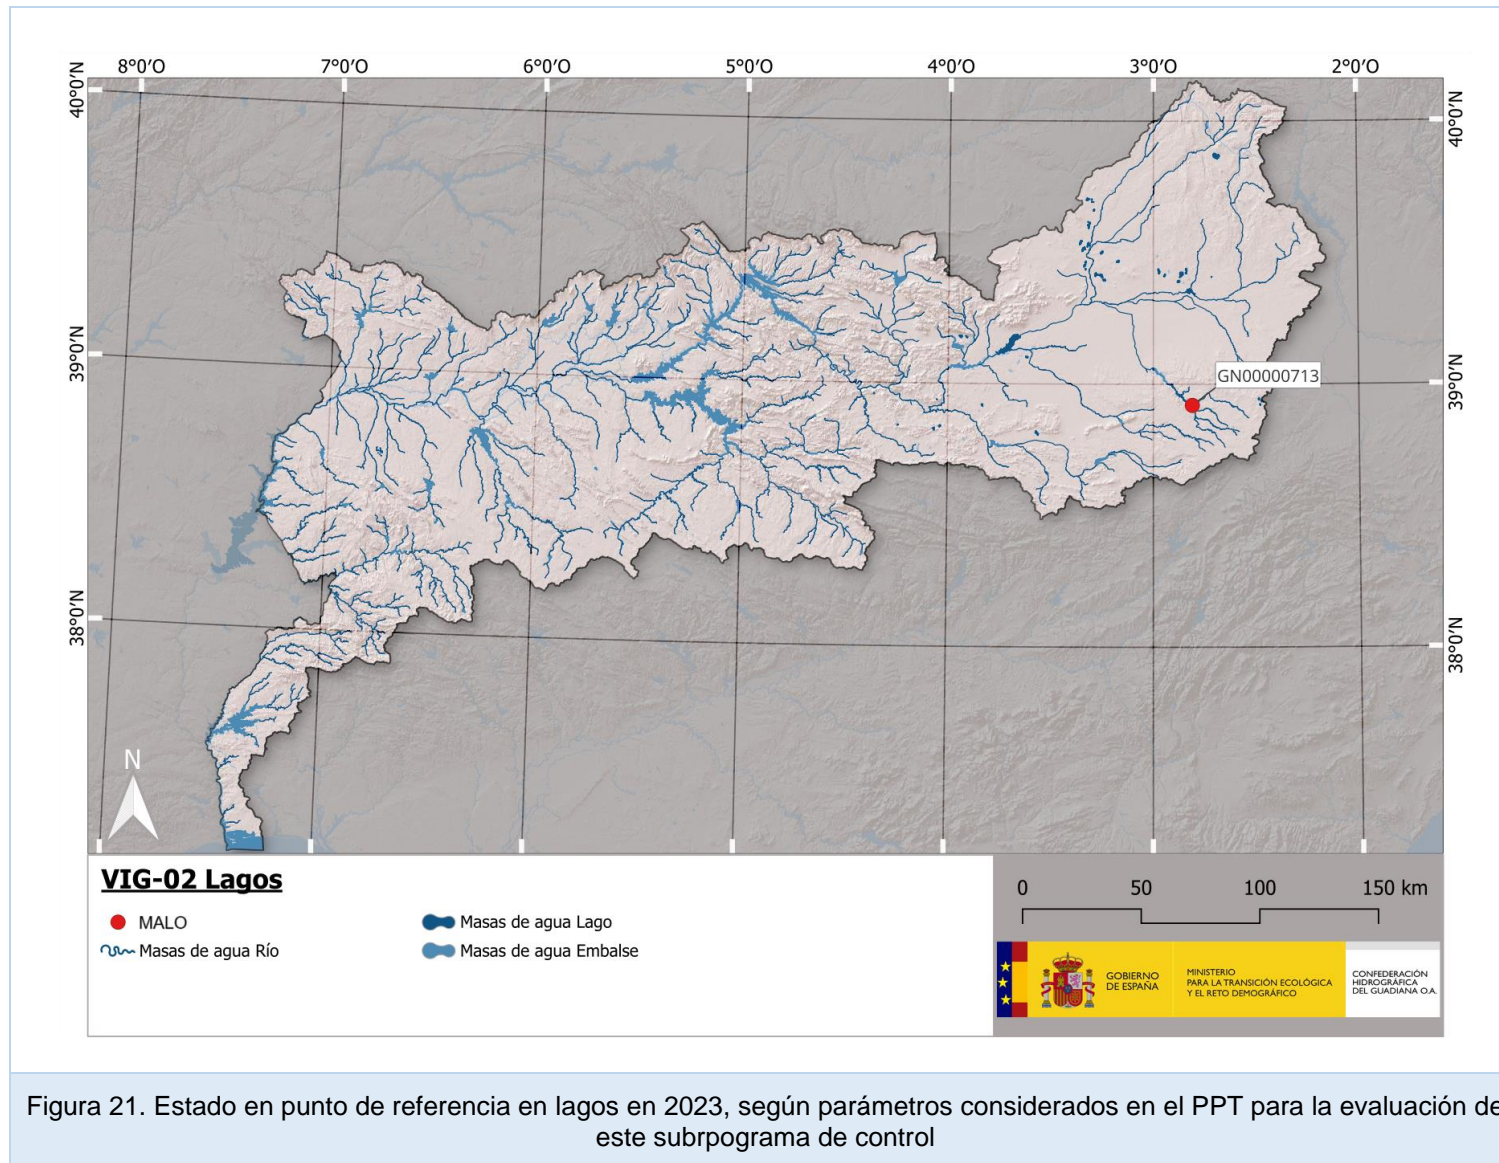 8°0'O 7°0'O 6°0'O 5°0'O 4°0'O 3°0'O 2°0'O
40°0'N
40°0'N
39°0'N
39°0'N
GN00000713
38°0'N
38°0'N
N
VIG-02 Lagos
MALO
Masas de agua Lago
Masas de agua Río
Masas de agua Embalse
0 50 100 150 km
GOBIERNO
DE ESPAÑA
MINISTERIO
PARA LA TRANSICIÓN ECOLÓGICA
Y EL RETO DEMOGRÁFICO
CONFEDERACIÓN
HIDROGRÁFICA
DEL GUADIANA O.A.
Figura 21. Estado en punto de referencia en lagos en 2023, según parámetros considerados en el PPT para la evaluación de
este subrpograma de control